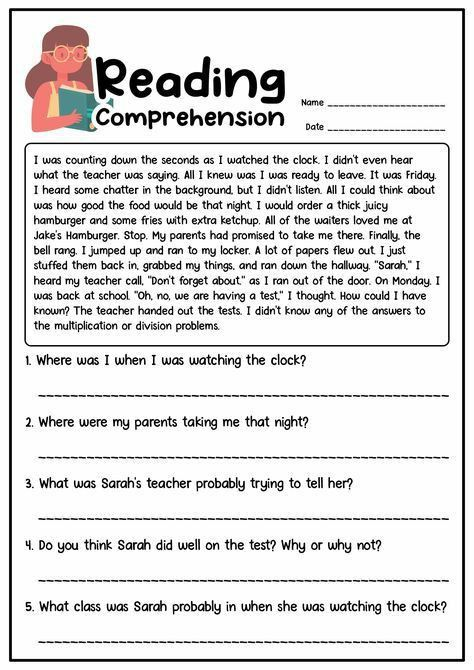 Reading
Comprehension
Name ____________________
Date ____________________
I was counting down the seconds as I watched the clock. I didn't even hear
what the teacher was saying. All I knew was I was ready to leave. It was Friday.
I heard some chatter in the background, but I didn't listen. All I could think about
was how good the food would be that night. I would order a thick juicy
hamburger and some fries with extra ketchup. All of the waiters loved me at
Jake's Hamburger. Stop. My parents had promised to take me there. Finally, the
bell rang. I jumped up and ran to my locker. A lot of papers flew out. I just
stuffed them back in, grabbed my things, and ran down the hallway. "Sarah," I
heard my teacher call, "Don't forget about," as I ran out of the door. On Monday. I
was back at school. "Oh, no, we are having a test," I thought. How could I have
known? The teacher handed out the tests. I didn't know any of the answers to
the multiplication or division problems.
1. Where was I when I was watching the clock?
2. Where were my parents taking me that night?
3. What was Sarah's teacher probably trying to tell her?
4. Do you think Sarah did well on the test? Why or why not?
5. What class was Sarah probably in when she was watching the clock?